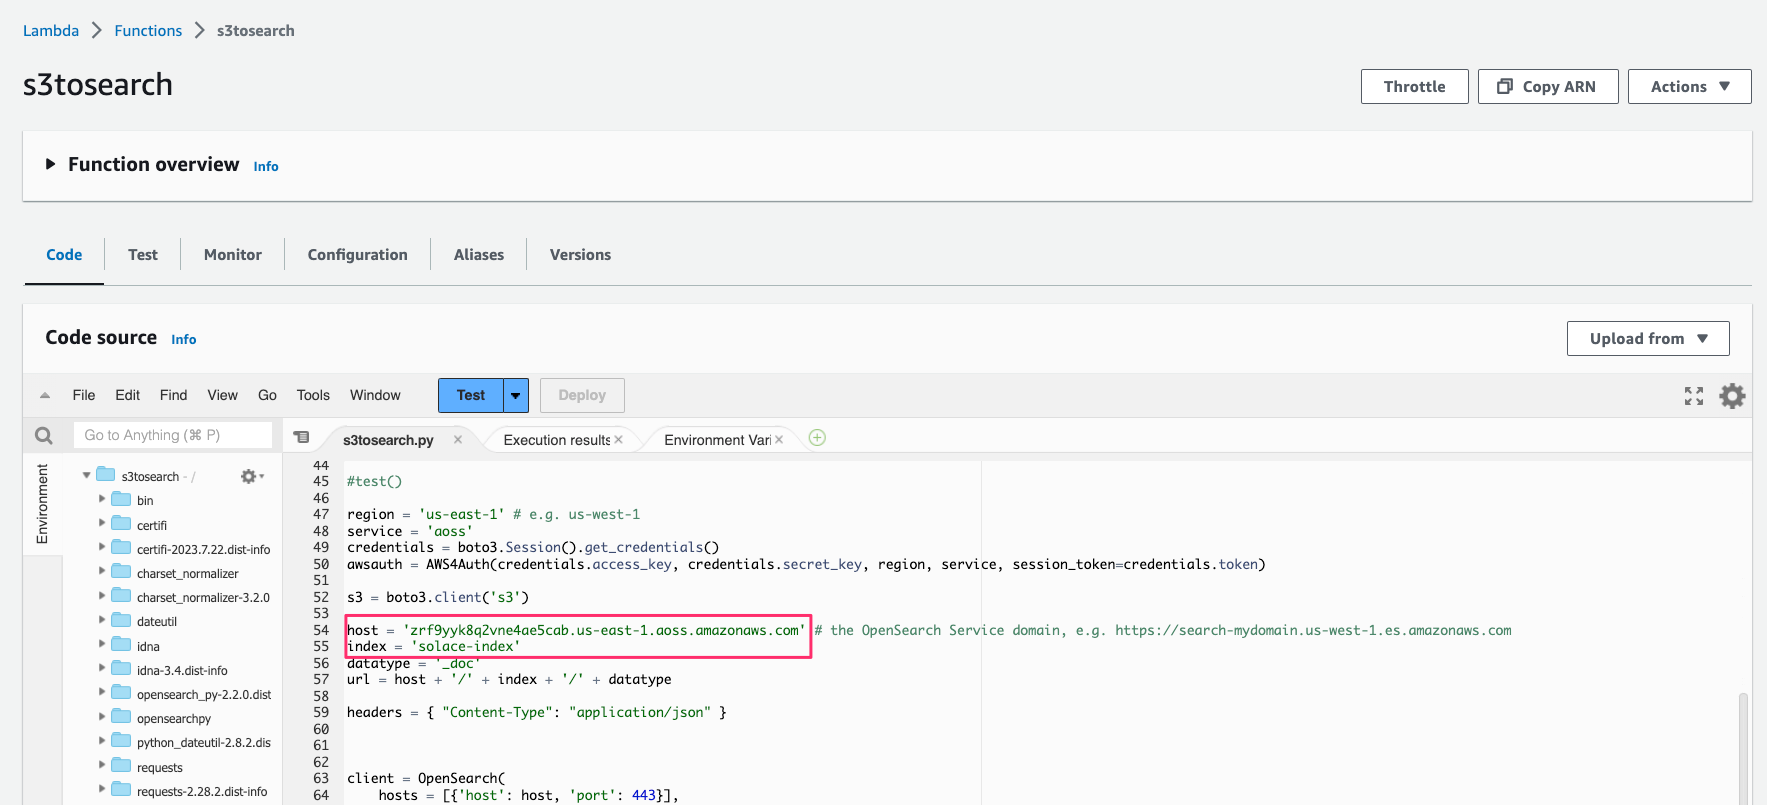 Lambda > Functions > s3tosearch
s3tosearch
Throttle
Copy ARN
Actions ▼
Function overview Info
Code
Test
Monitor
Configuration
Aliases
Versions
Code source Info
Upload from ▼
File Edit Find View Go Tools Window Test Deploy
Go to Anything (⌘ P)
s3tosearch.py × Execution results × Environment Vari ×
Environment
s3tosearch - /
bin
certifi
certifi-2023.7.22.dist-info
charset_normalizer
charset_normalizer-3.2.0
dateutil
idna
idna-3.4.dist-info
opensearch_py-2.2.0.dist
opensearchpy
python_dateutil-2.8.2.dis
requests
requests-2.28.2.dist-info
44
45 #test()
46
47 region = 'us-east-1' # e.g. us-west-1
48 service = 'aoss'
49 credentials = boto3.Session().get_credentials()
50 awsauth = AWS4Auth(credentials.access_key, credentials.secret_key, region, service, session_token=credentials.token)
51
52 s3 = boto3.client('s3')
53
54 host = 'zrf9yyk8q2vne4ae5cab.us-east-1.aoss.amazonaws.com' # the OpenSearch Service domain, e.g. https://search-mydomain.us-west-1.es.amazonaws.com
55 index = 'solace-index'
56 datatype = '_doc'
57 url = host + '/' + index + '/' + datatype
58
59 headers = { "Content-Type": "application/json" }
60
61
62
63 client = OpenSearch(
64 hosts = [{'host': host, 'port': 443}],